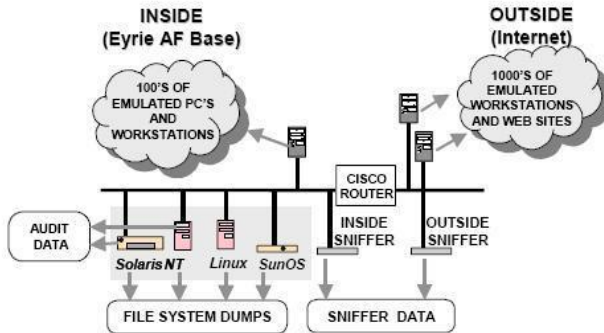 INSIDE
(Eyrie AF Base)
OUTSIDE
(Internet)
100'S OF
EMULATED PC'S
AND
WORKSTATIONS
1000'S OF
EMULATED
WORKSTATIONS
AND WEB SITES
CISCO
ROUTER
AUDIT
DATA
Solaris NT Linux SunOS
INSIDE
SNIFFER
OUTSIDE
SNIFFER
FILE SYSTEM DUMPS
SNIFFER DATA